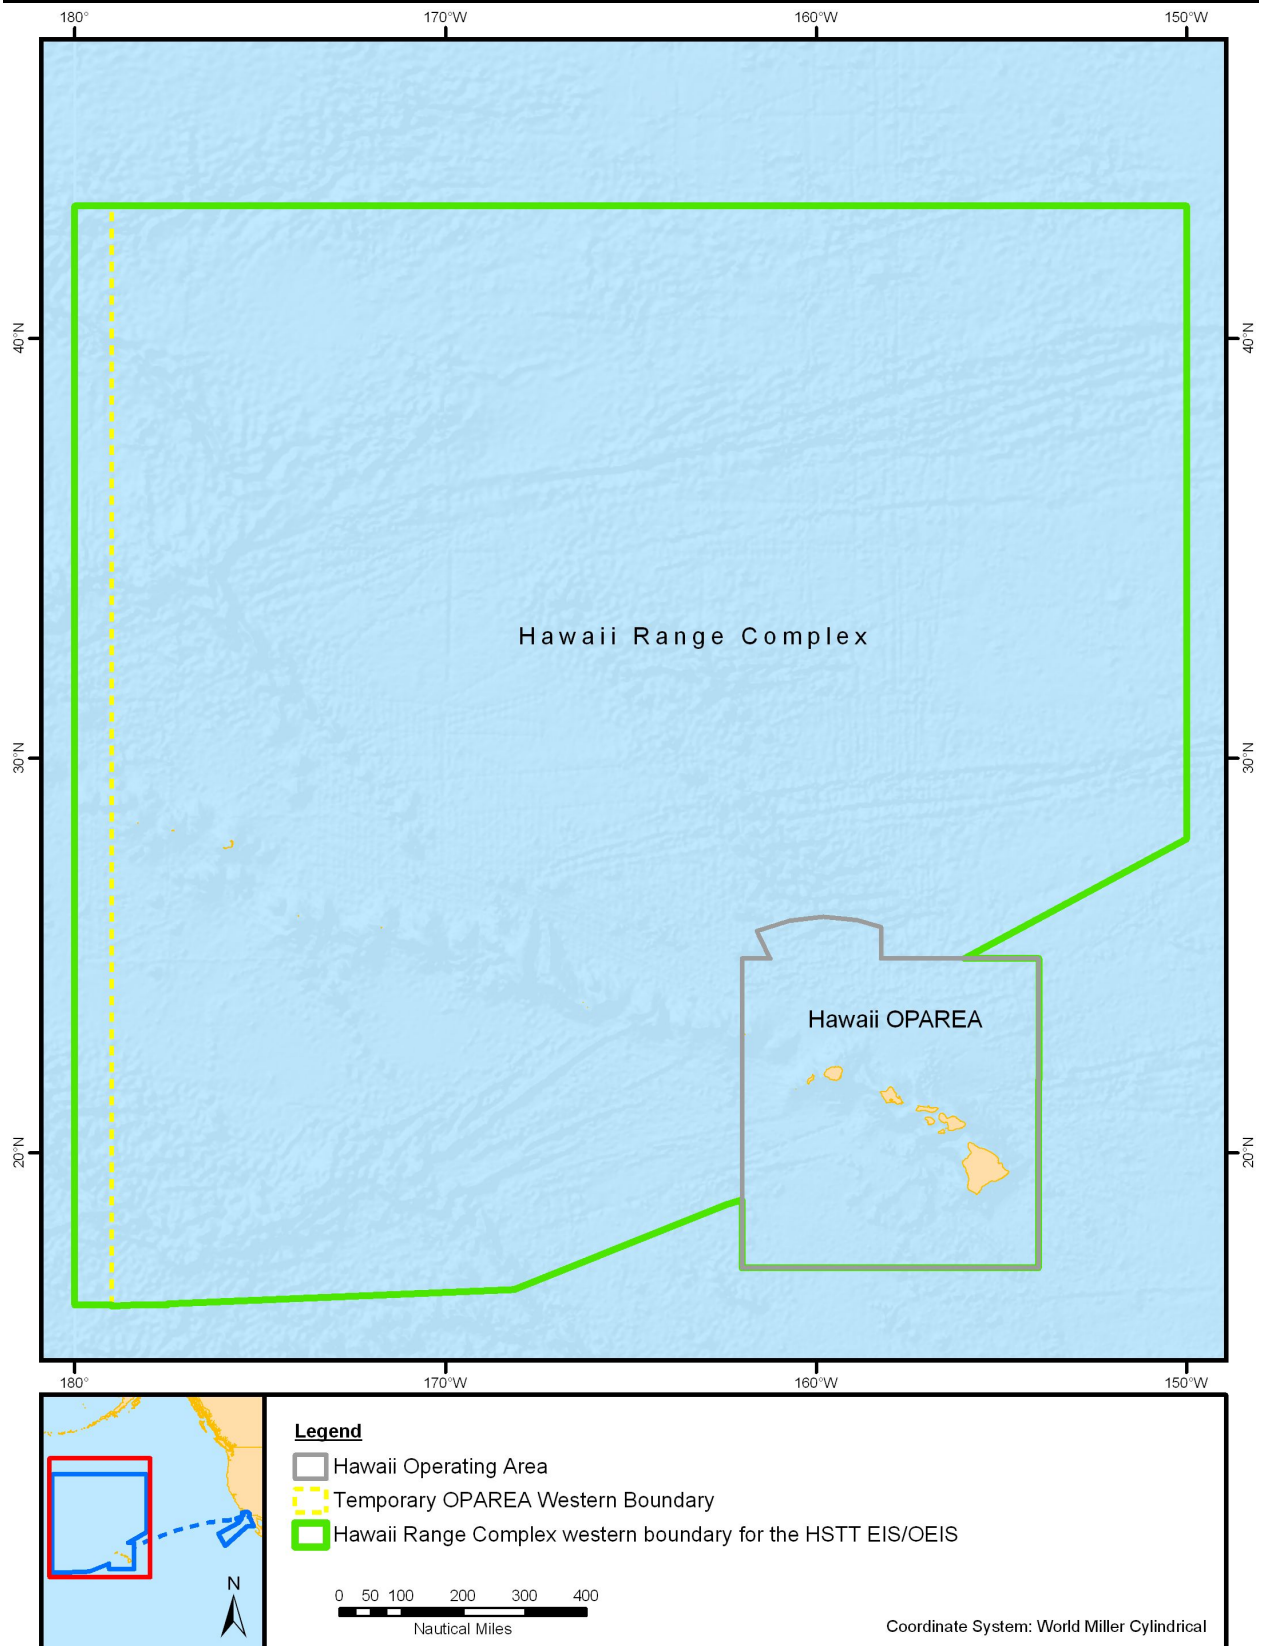 180°
170°W
160°W
150°W
40°N
40°N
Hawaii Range Complex
30°N
30°N
Hawaii OPAREA
20°N
20°N
180°
170°W
160°W
150°W
Legend
Hawaii Operating Area
Temporary OPAREA Western Boundary
Hawaii Range Complex western boundary for the HSTT EIS/OEIS
N
0 50 100 200 300 400
Nautical Miles
Coordinate System: World Miller Cylindrical